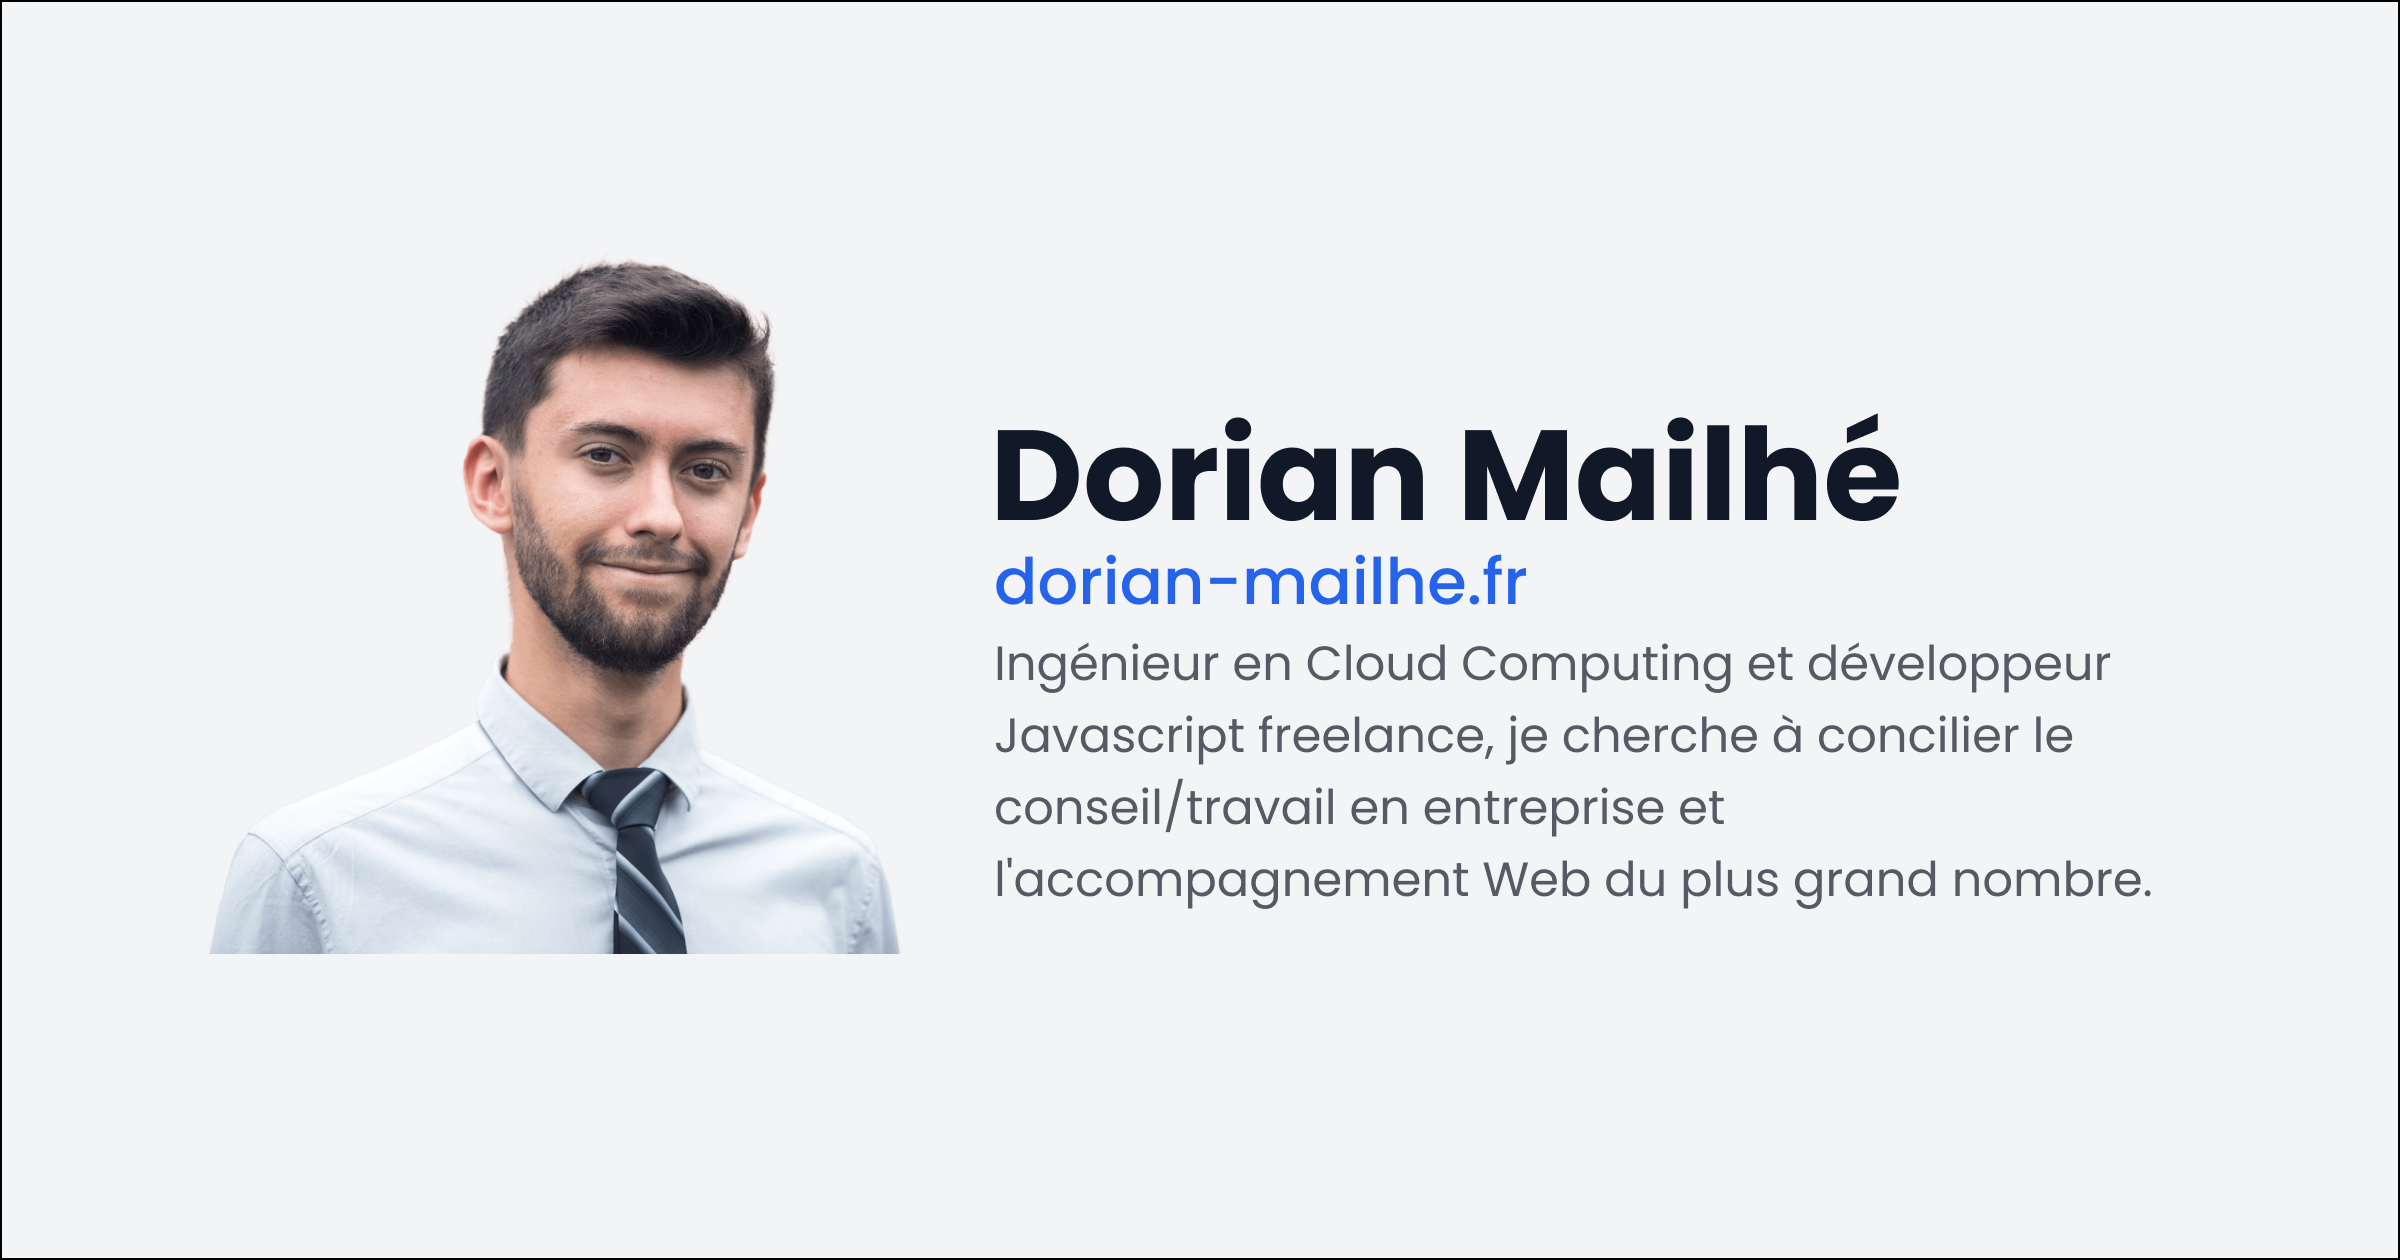 Dorian Mailhé
dorian-mailhe.fr
Ingénieur en Cloud Computing et développeur
Javascript freelance, je cherche à concilier le
conseil/travail en entreprise et
l'accompagnement Web du plus grand nombre.